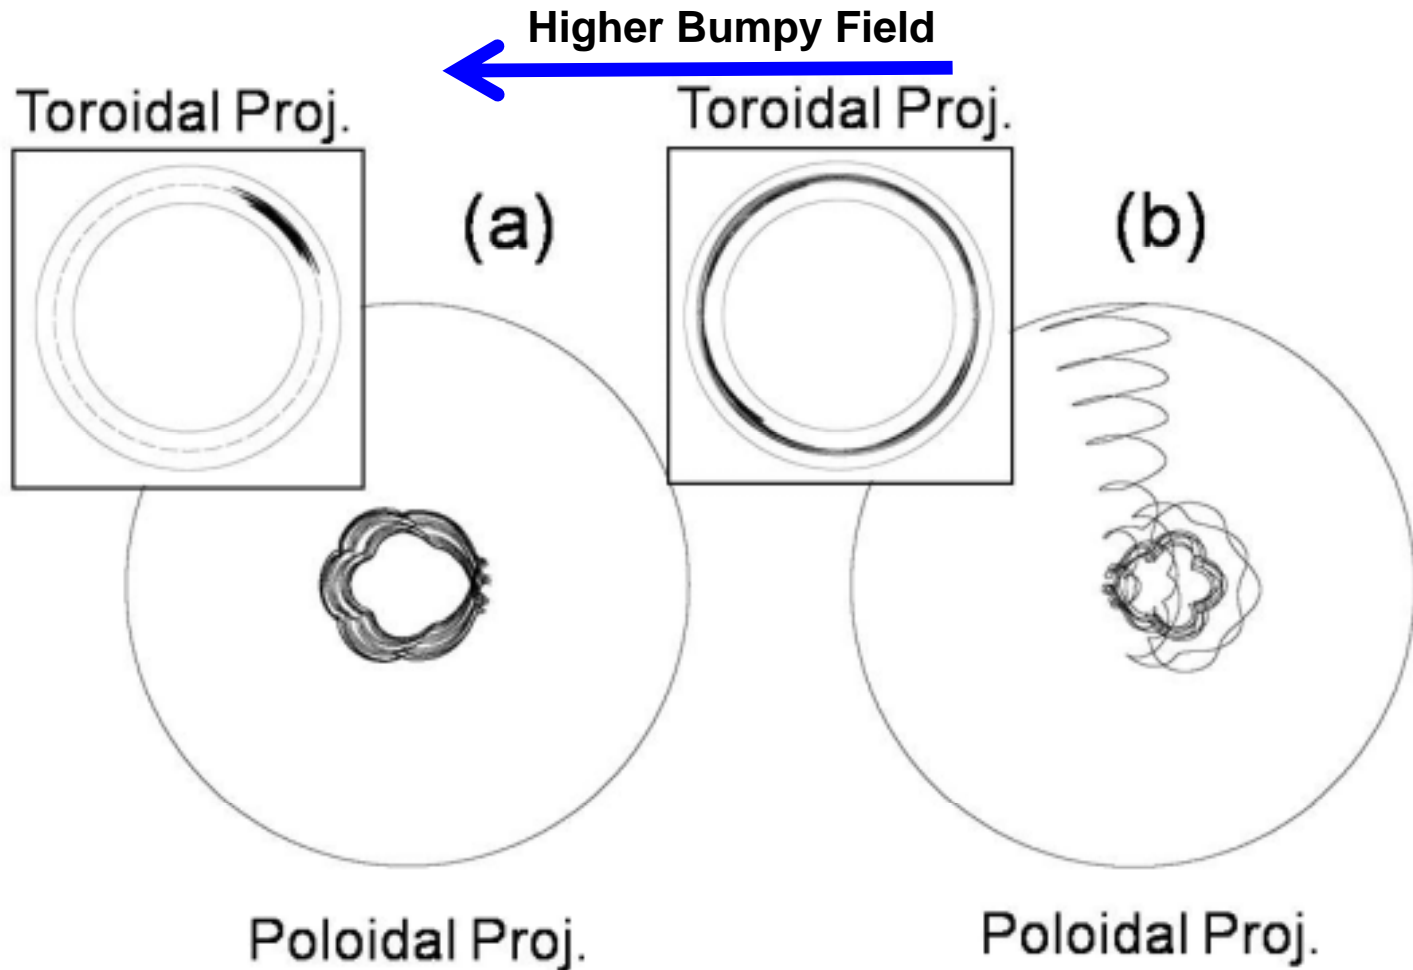 Higher Bumpy Field
Toroidal Proj.
Toroidal Proj.
(a)
(b)
Poloidal Proj.
Poloidal Proj.